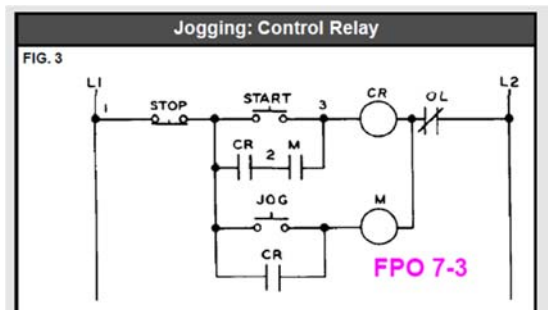 Jogging: Control Relay
FIG. 3
L1 L2
1 STOP START 3 CR OL
CR 2 M
JOG M
CR
FPO 7-3